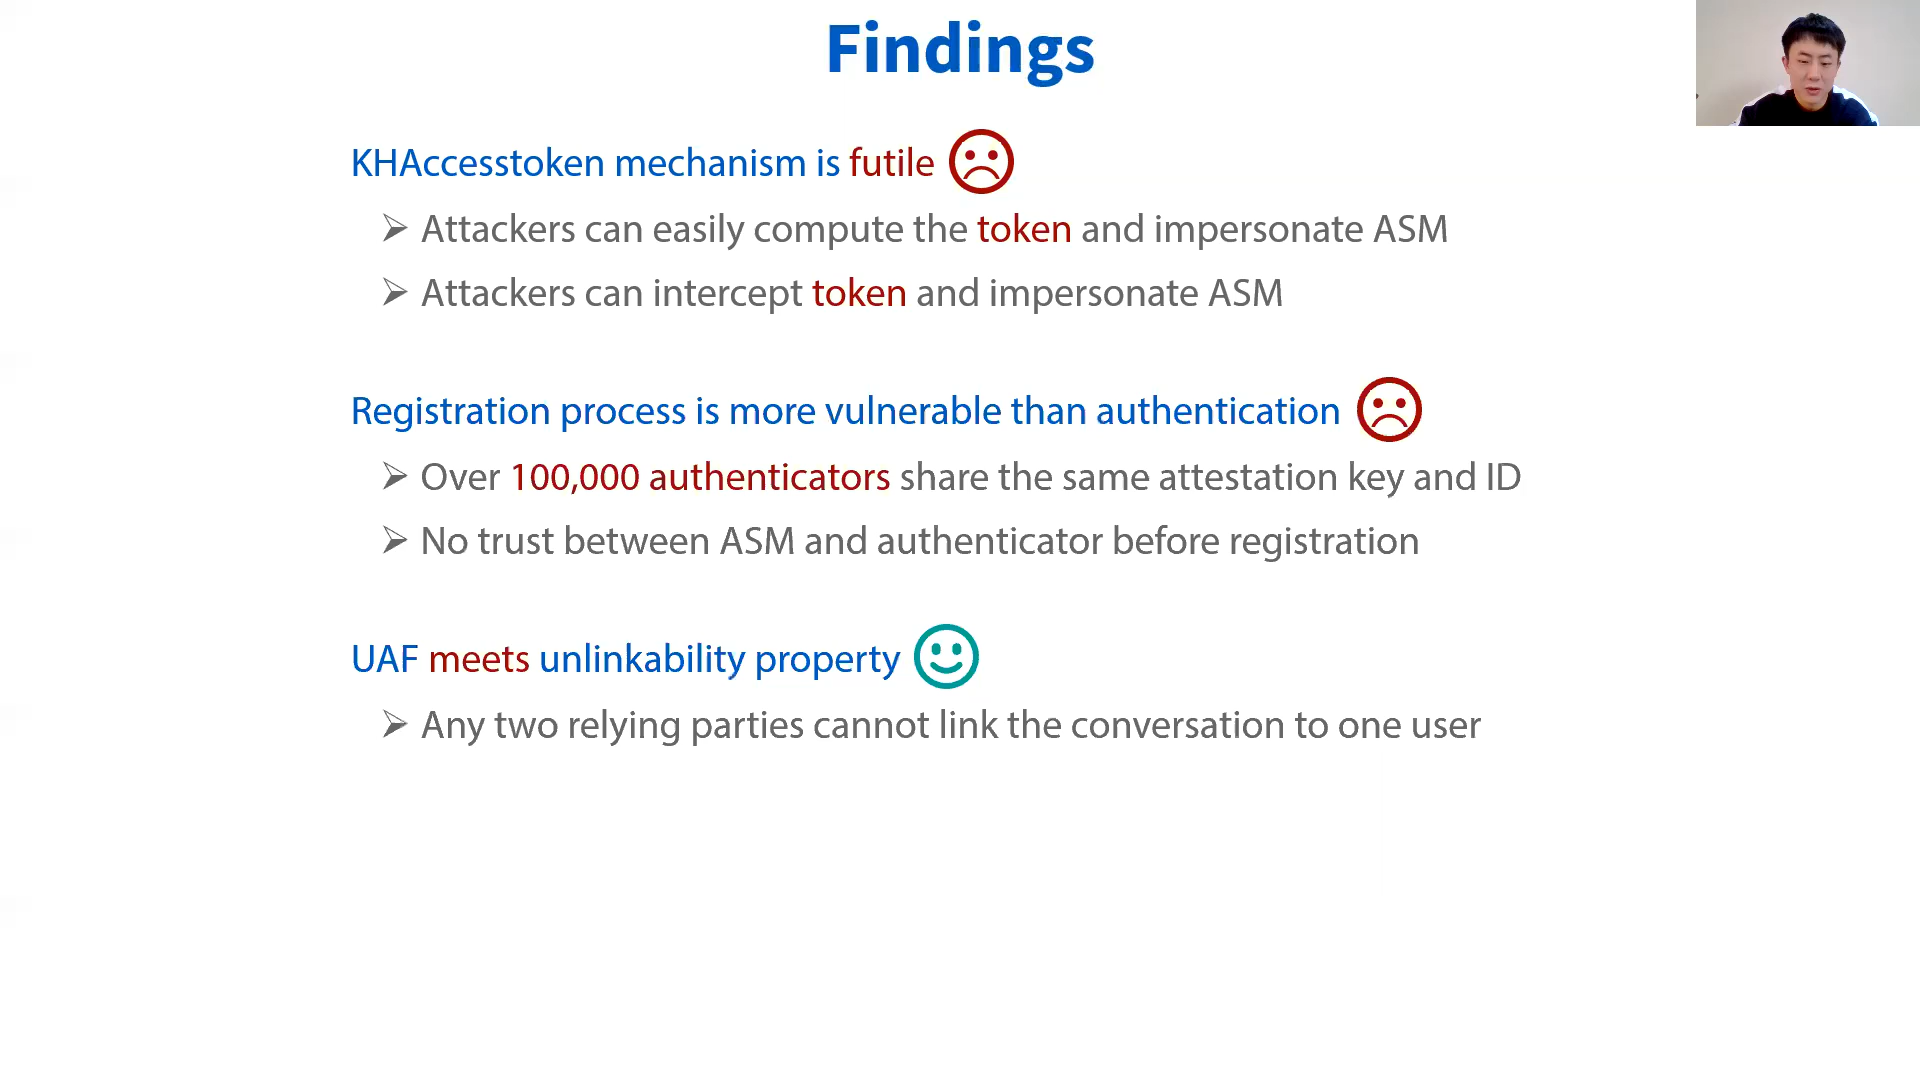 Findings
KHAccesstoken mechanism is futile
Attackers can easily compute the token and impersonate ASM
Attackers can intercept token and impersonate ASM
Registration process is more vulnerable than authentication
Over 100,000 authenticators share the same attestation key and ID
No trust between ASM and authenticator before registration
UAF meets unlinkability property
Any two relying parties cannot link the conversation to one user